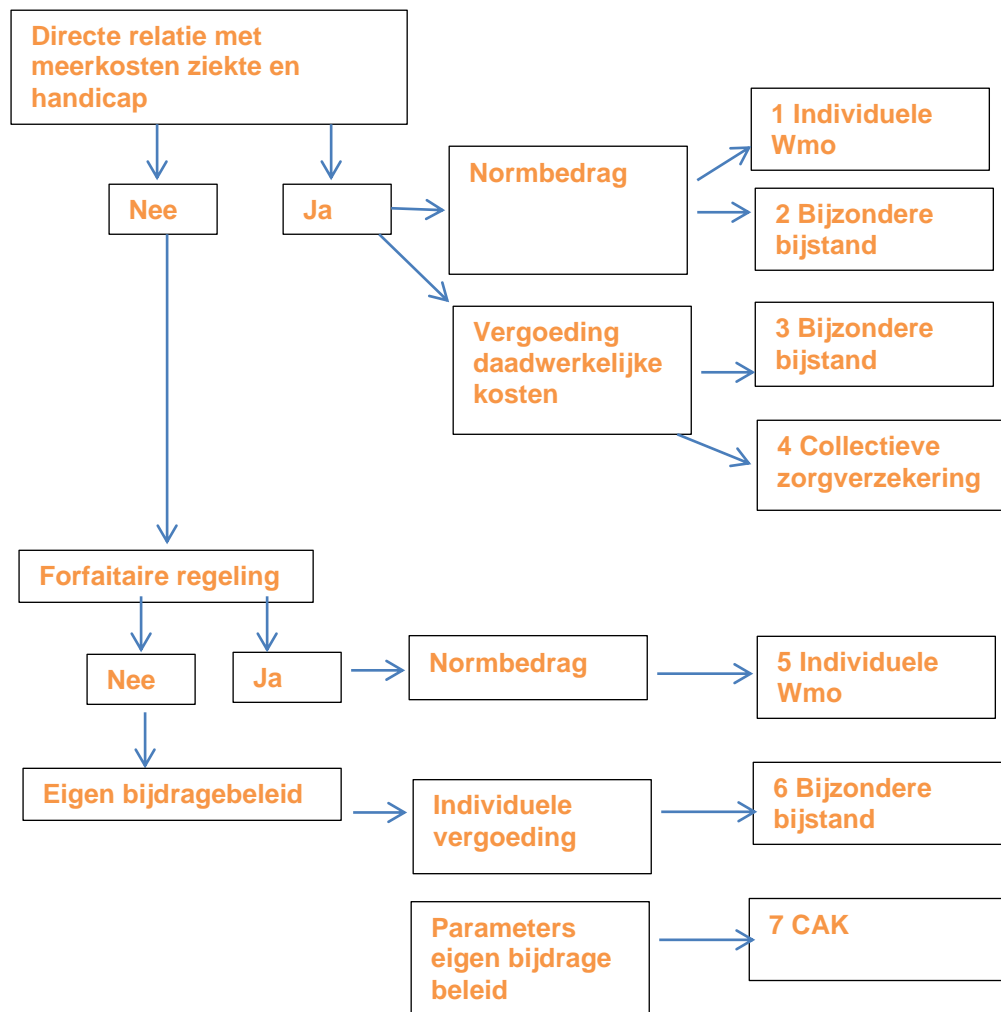 Directe relatie met
meerkosten ziekte en
handicap
Nee
Ja
Normbedrag
1 Individuele
Wmo
2 Bijzondere
bijstand
Vergoeding
daadwerkelijke
kosten
3 Bijzondere
bijstand
4 Collectieve
zorgverzekering
Forfaitaire regeling
Nee
Ja
Normbedrag
5 Individuele
Wmo
Eigen bijdragebeleid
Individuele
vergoeding
6 Bijzondere
bijstand
Parameters
eigen bijdrage
beleid
7 CAK